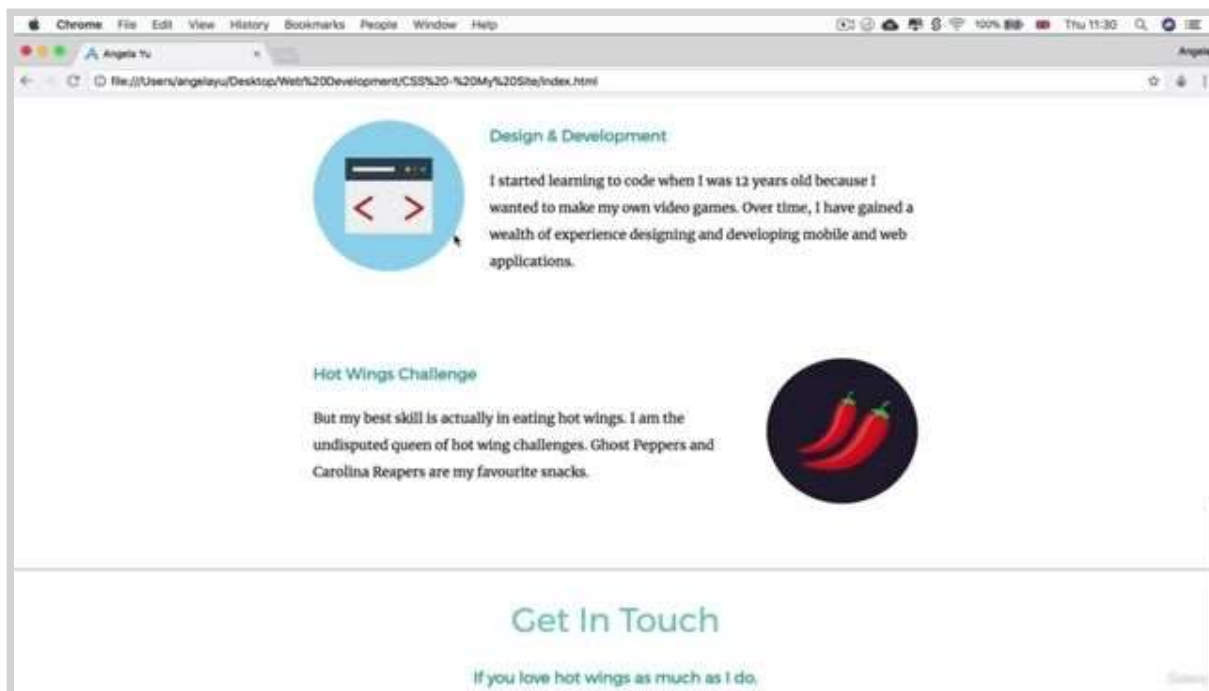 Chrome File Edit View History Bookmarks People Window Help 100% Thu 11:30
Angela Yu
Angela
file:///Users/angelayu/Desktop/Web%20Development/CSS%20-%20My%20Site/index.html
Design & Development
I started learning to code when I was 12 years old because I
wanted to make my own video games. Over time, I have gained a
wealth of experience designing and developing mobile and web
applications.
Hot Wings Challenge
But my best skill is actually in eating hot wings. I am the
undisputed queen of hot wing challenges. Ghost Peppers and
Carolina Reapers are my favourite snacks.
Get In Touch
If you love hot wings as much as I do.